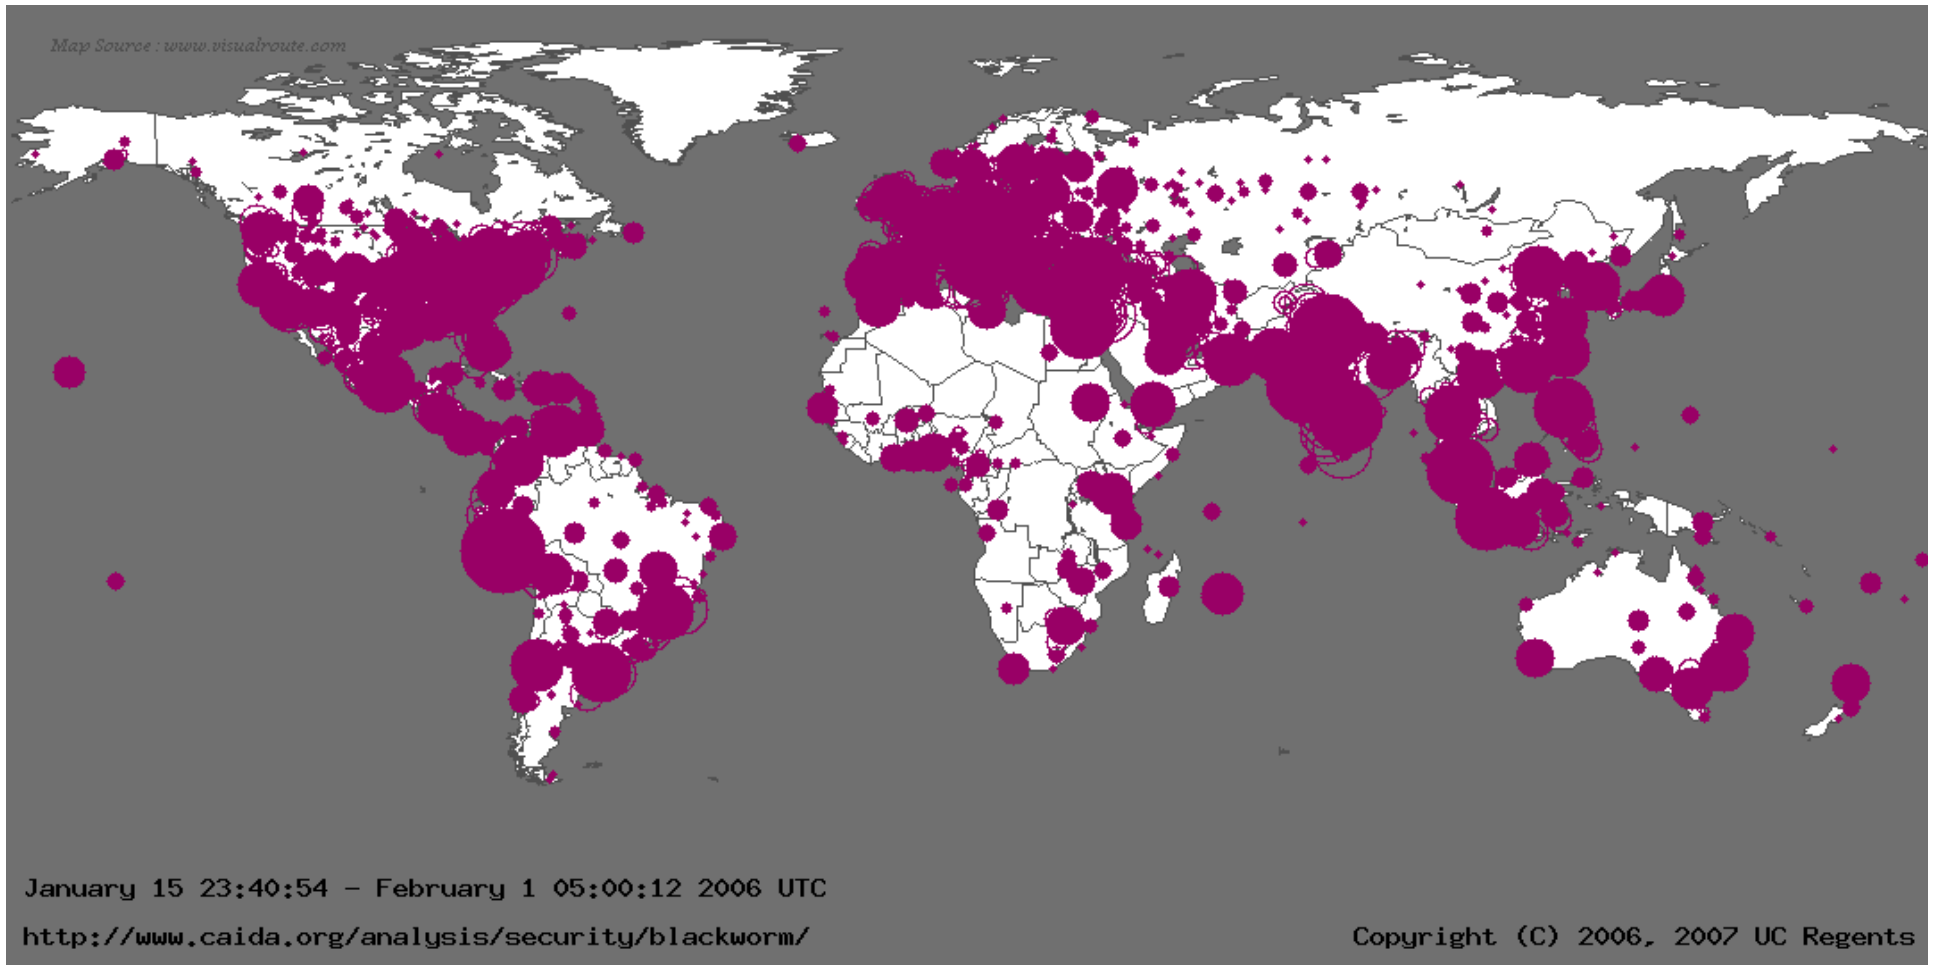 Map Source : www.visualroute.com
January 15 23:40:54 – February 1 05:00:12 2006 UTC
http://www.caida.org/analysis/security/blackworm/
Copyright (C) 2006, 2007 UC Regents